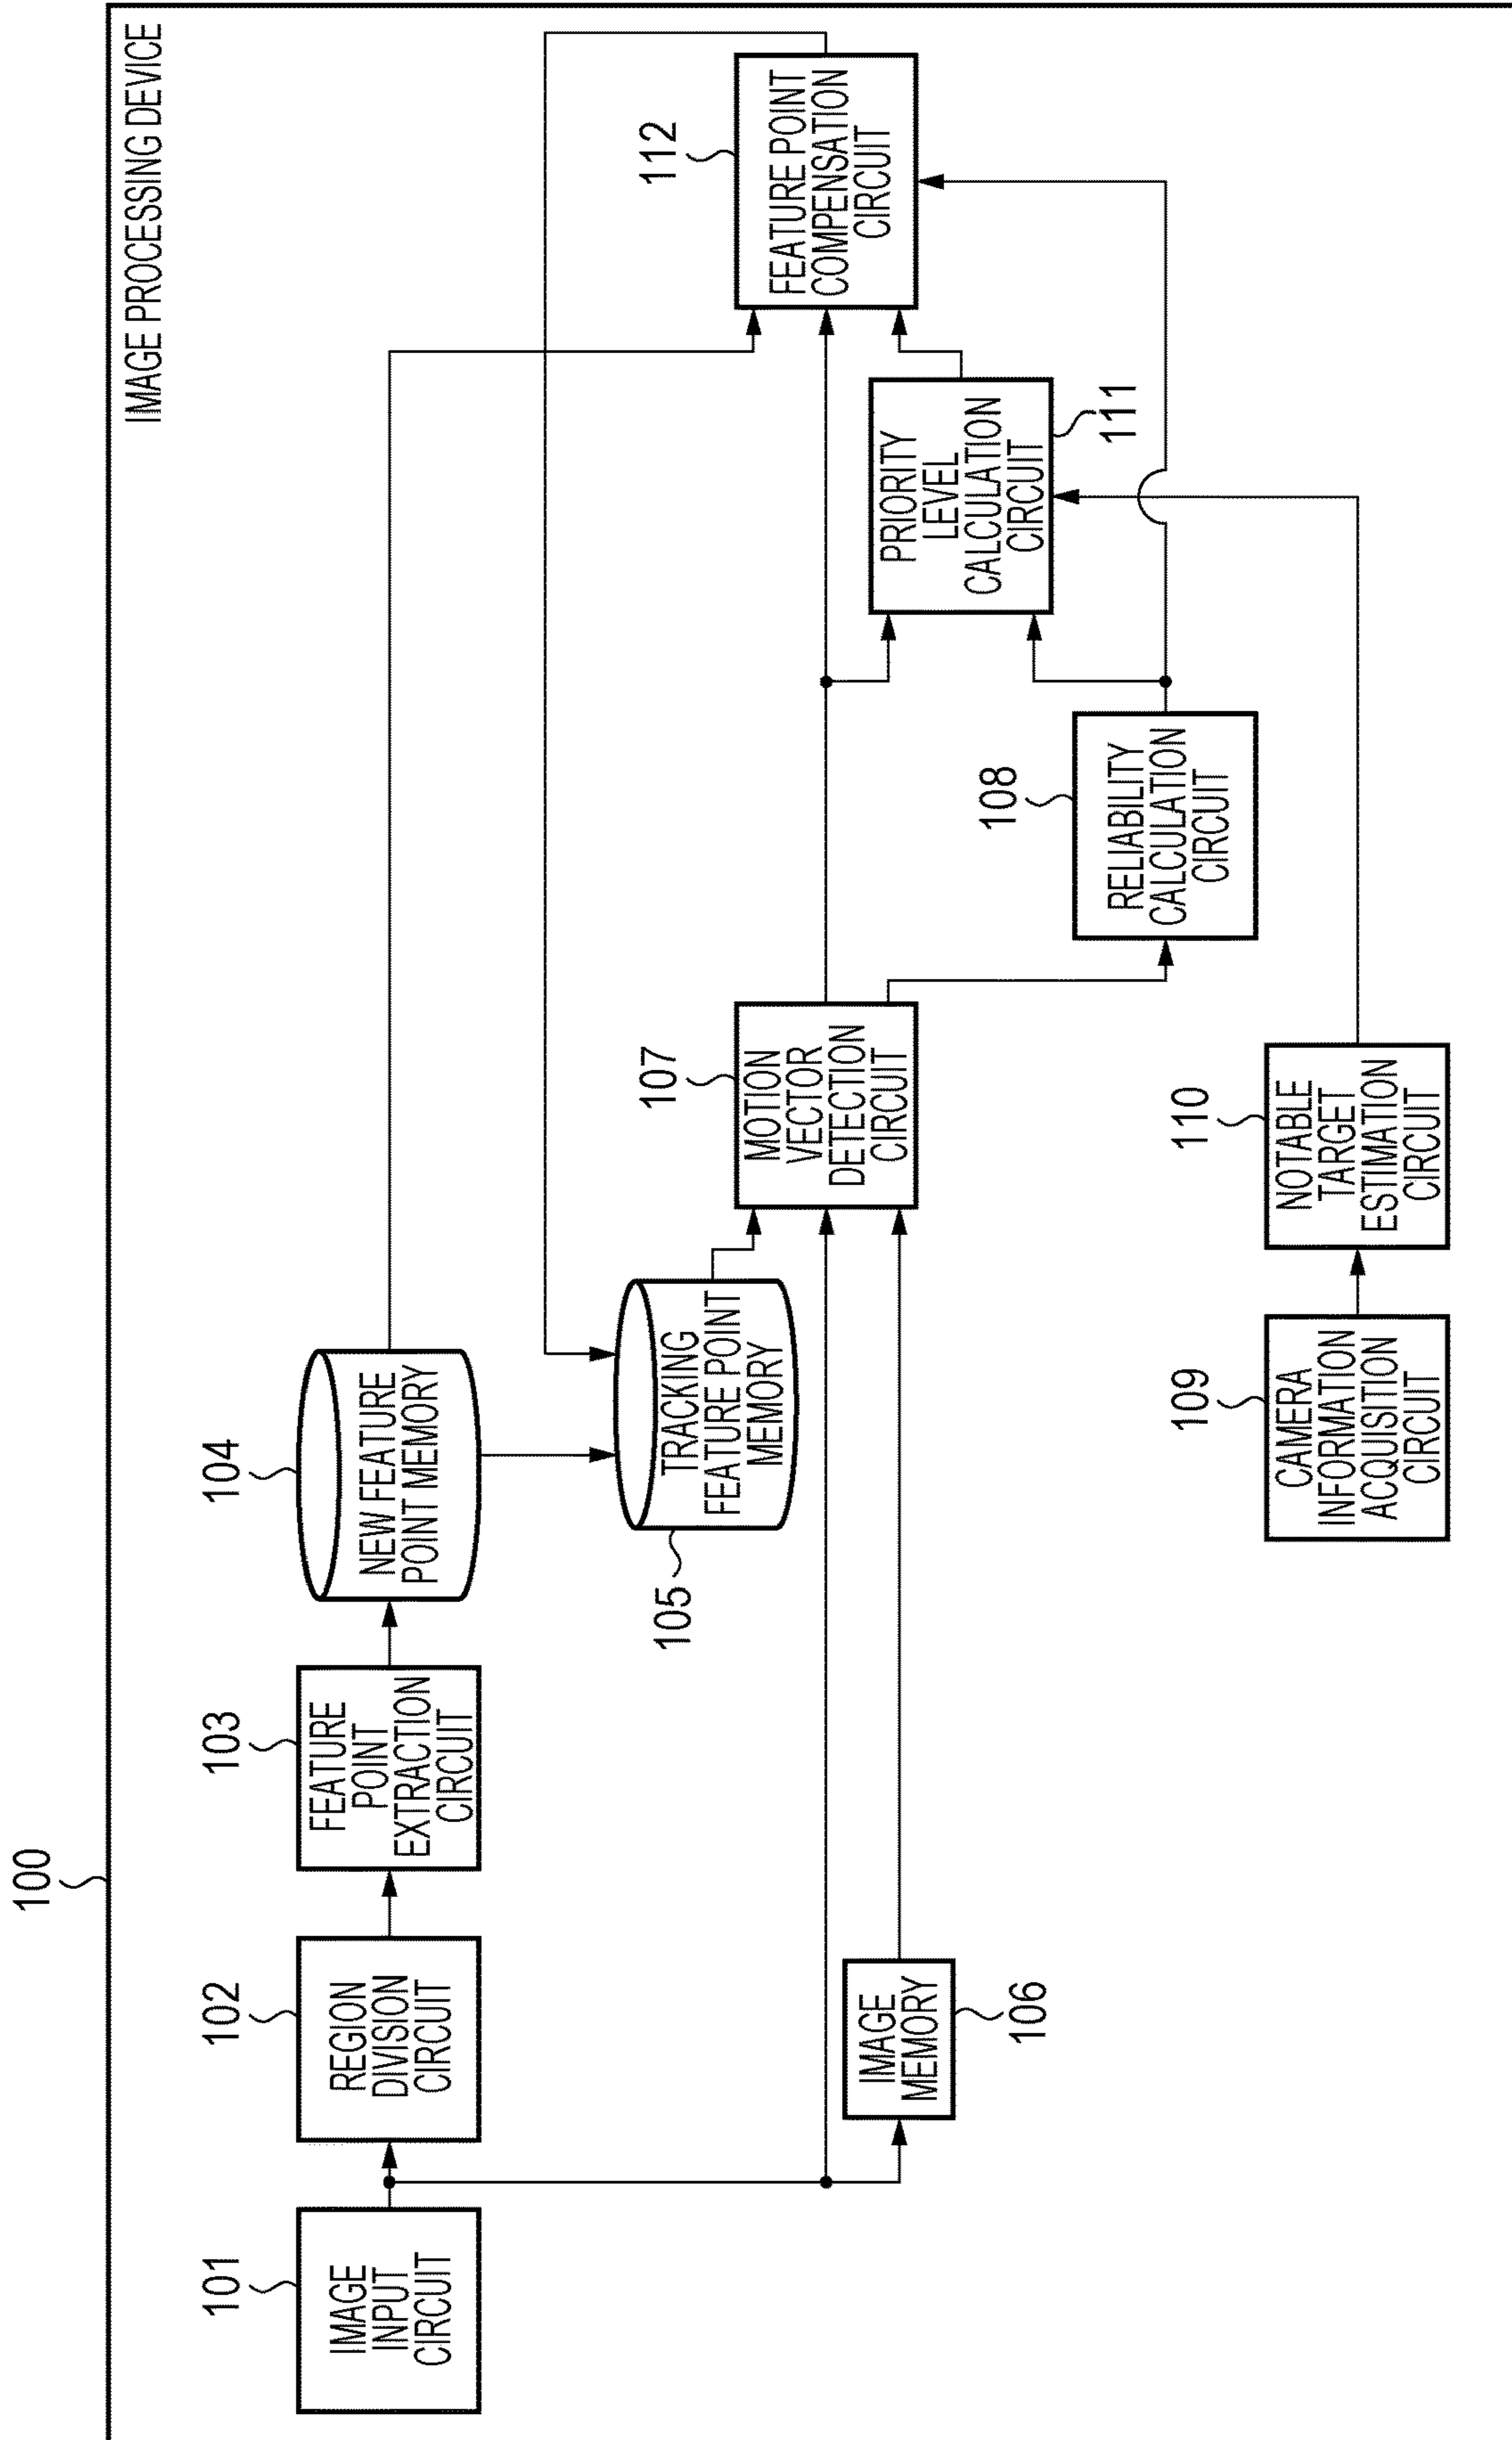 100
IMAGE PROCESSING DEVICE
101
IMAGE
INPUT
CIRCUIT
102
REGION
DIVISION
CIRCUIT
103
FEATURE
POINT
EXTRACTION
CIRCUIT
104
NEW FEATURE
POINT MEMORY
105
TRACKING
FEATURE POINT
MEMORY
106
IMAGE
MEMORY
107
MOTION
VECTOR
DETECTION
CIRCUIT
108
RELIABILITY
CALCULATION
CIRCUIT
109
CAMERA
INFORMATION
ACQUISITION
CIRCUIT
110
NOTABLE
TARGET
ESTIMATION
CIRCUIT
111
PRIORITY
LEVEL
CALCULATION
CIRCUIT
112
FEATURE POINT
COMPENSATION
CIRCUIT